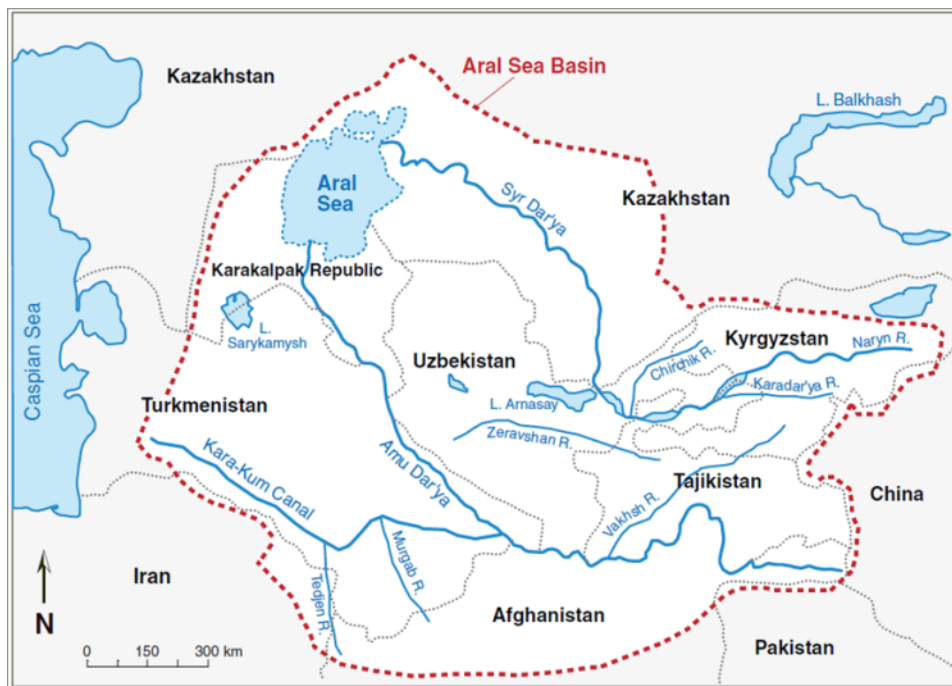 Kazakhstan
Aral Sea Basin
L. Balkhash
Aral
Sea
Syr Dar'ya
Kazakhstan
Karakalpak Republic
L.
Sarykamysh
Caspian Sea
Uzbekistan
Kyrgyzstan
Naryn R.
Chirchik R.
Karadar'ya R.
L. Arnasay
Turkmenistan
Zeravshan R.
Kara-Kum Canal
Amu Dar'ya
Tajikistan
Vakhsh R.
China
Iran
Tedjen R.
Murgab R.
Afghanistan
Pakistan
N
0 150 300 km